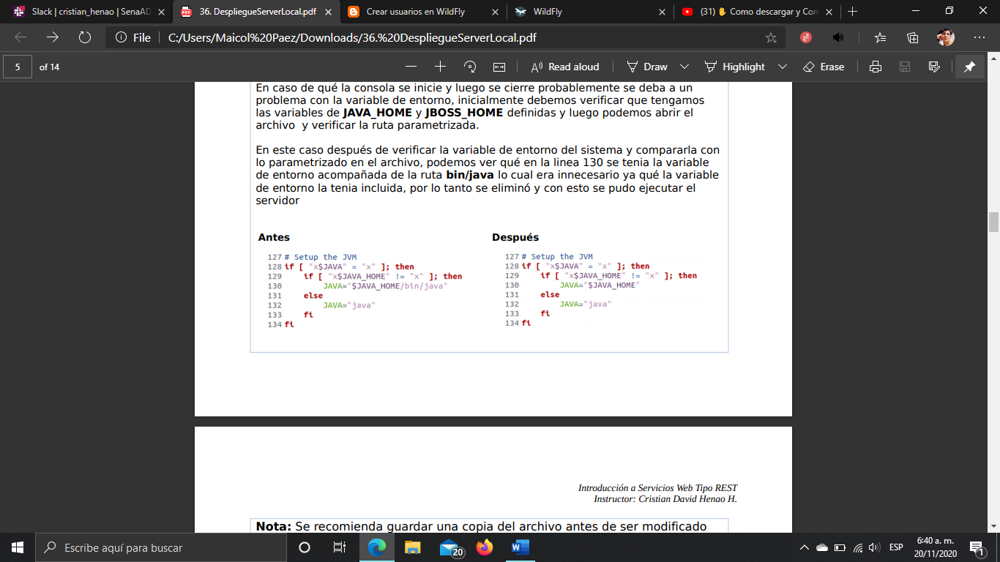 Slack | cristian_henao | SenaAD
36. DespliegueServerLocal.pdf
Crear usuarios en WildFly
WildFly
(31) ✋ Como descargar y Con
File
C:/Users/Maicol%20Paez/Downloads/36.%20DespliegueServerLocal.pdf
5 of 14
Read aloud
Draw
Highlight
Erase
En caso de qué la consola se inicie y luego se cierre probablemente se deba a un
problema con la variable de entorno, inicialmente debemos verificar que tengamos
las variables de JAVA_HOME y JBOSS_HOME definidas y luego podemos abrir el
archivo y verificar la ruta parametrizada.
En este caso después de verificar la variable de entorno del sistema y compararla con
lo parametrizado en el archivo, podemos ver qué en la linea 130 se tenia la variable
de entorno acompañada de la ruta bin/java lo cual era innecesario ya qué la variable
de entorno la tenia incluida, por lo tanto se eliminó y con esto se pudo ejecutar el
servidor
Antes
127 # Setup the JVM
128 if [ "x$JAVA" = "x" ]; then
129 if [ "x$JAVA_HOME" != "x" ]; then
130 JAVA="$JAVA_HOME/bin/java"
131 else
132 JAVA="java"
133 fi
134 fi
Después
127 # Setup the JVM
128 if [ "x$JAVA" = "x" ]; then
129 if [ "x$JAVA_HOME" != "x" ]; then
130 JAVA="$JAVA_HOME"
131 else
132 JAVA="java"
133 fi
134 fi
Introducción a Servicios Web Tipo REST
Instructor: Cristian David Henao H.
Nota: Se recomienda guardar una copia del archivo antes de ser modificado
Escribe aquí para buscar
20
ESP
6:40 a. m.
20/11/2020
1